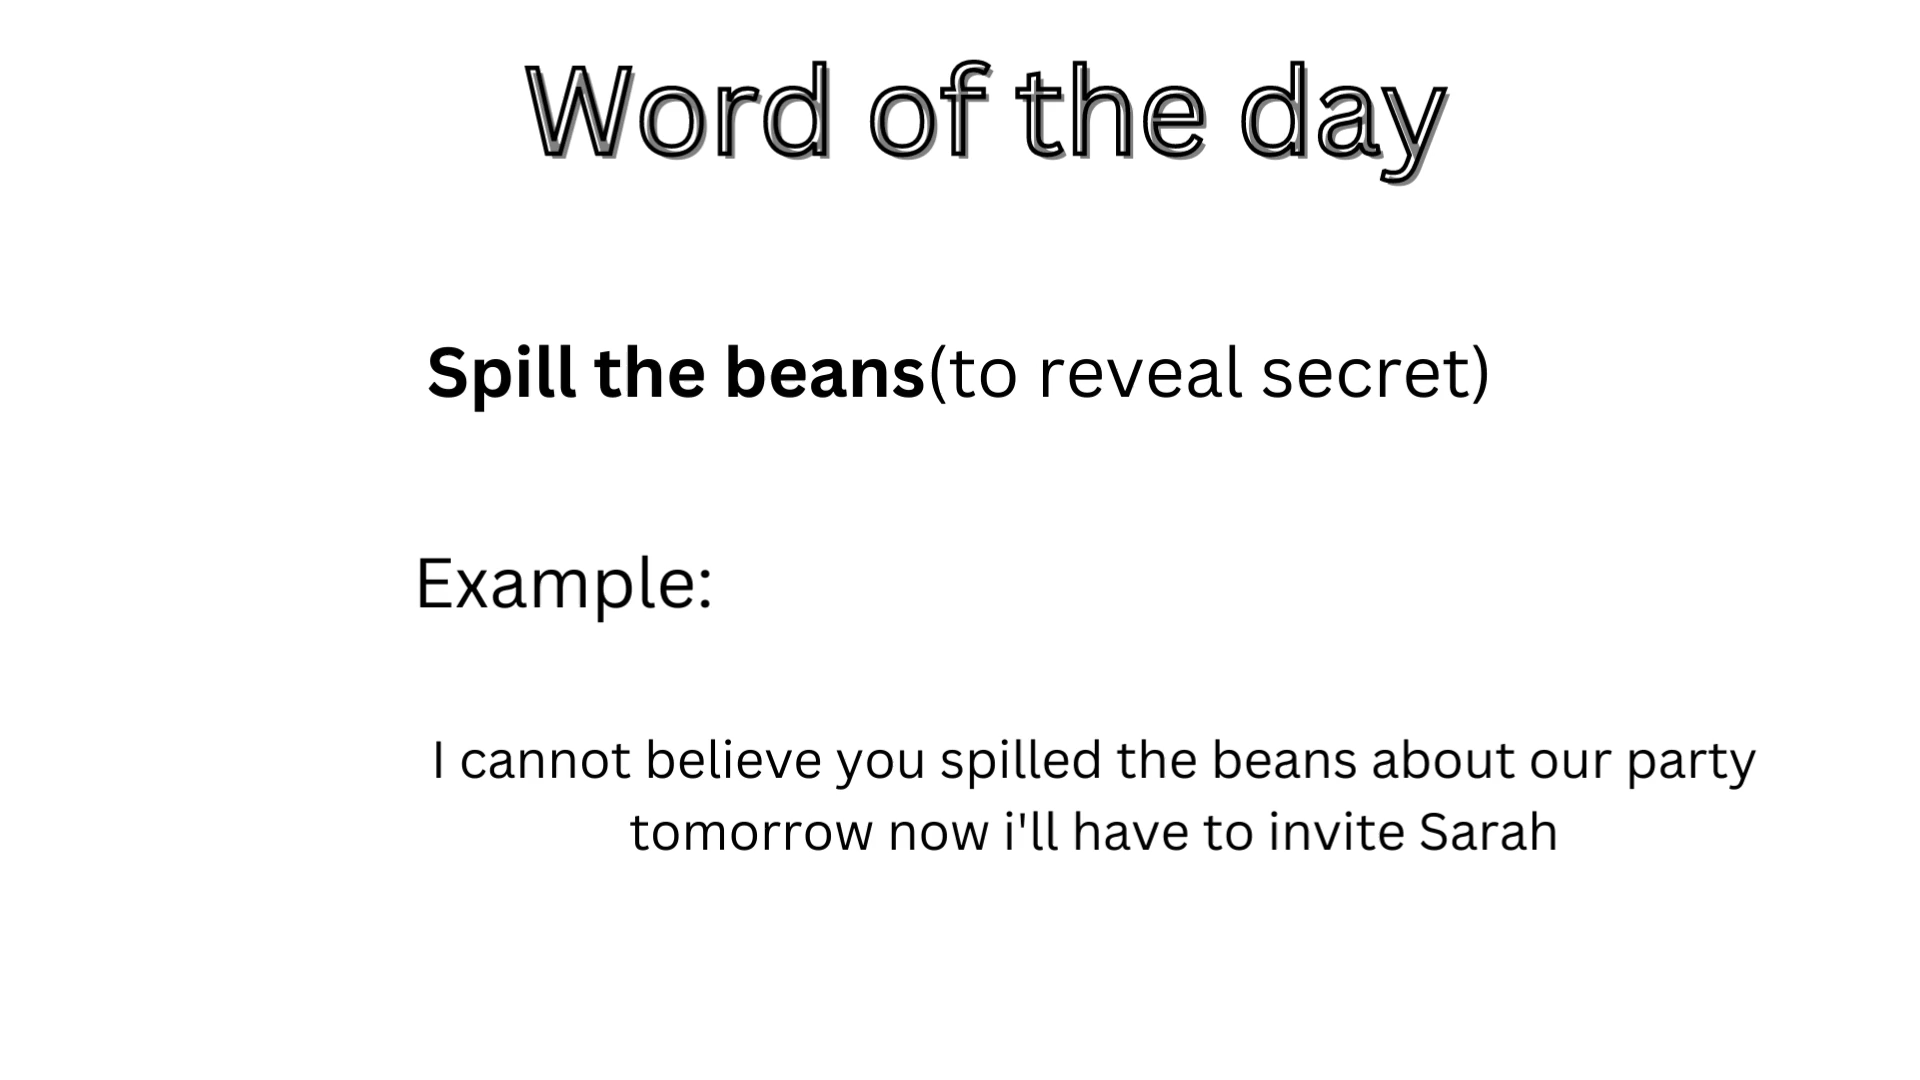 Word of the day
Spill the beans(to reveal secret)
Example:
I cannot believe you spilled the beans about our party
tomorrow now i'll have to invite Sarah